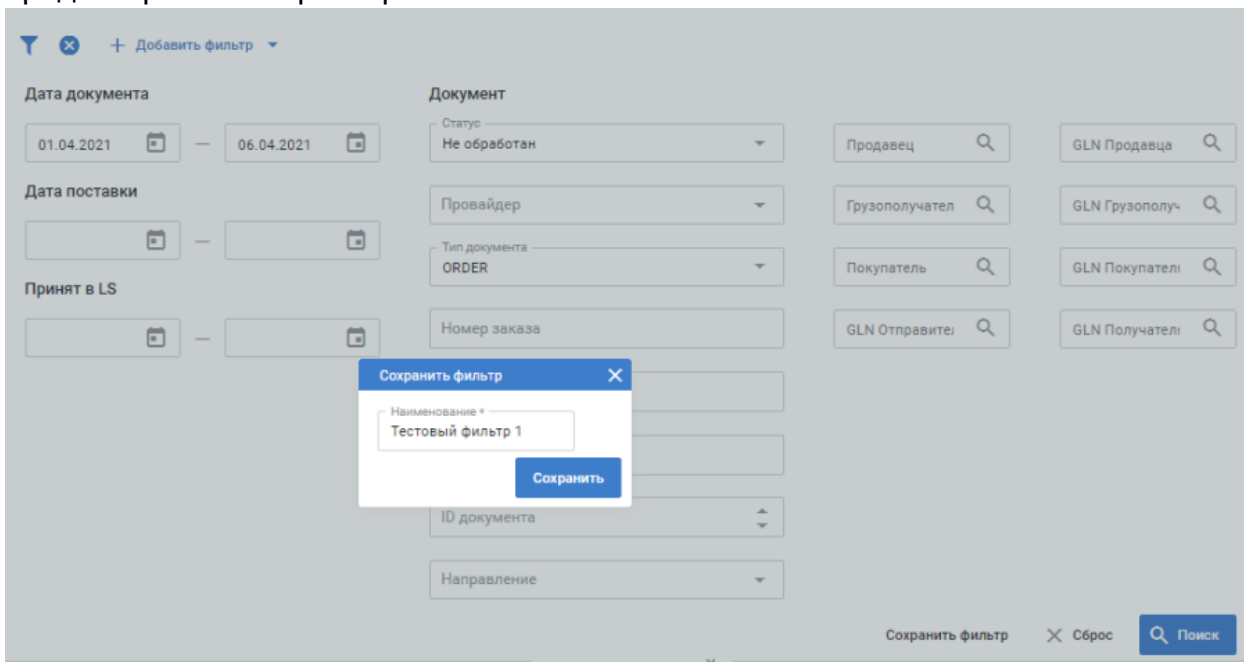 Добавить фильтр
Дата документа
01.04.2021 — 06.04.2021
Дата поставки
—
Принят в LS
—
Документ
Статус
Не обработан
Провайдер
Тип документа
ORDER
Номер заказа
ID документа
Направление
Продавец
GLN Продавца
Грузополучател
GLN Грузополуч
Покупатель
GLN Покупател
GLN Отправите
GLN Получател
Сохранить фильтр
Наименование *
Тестовый фильтр 1
Сохранить
Сохранить фильтр
Сброс
Поиск